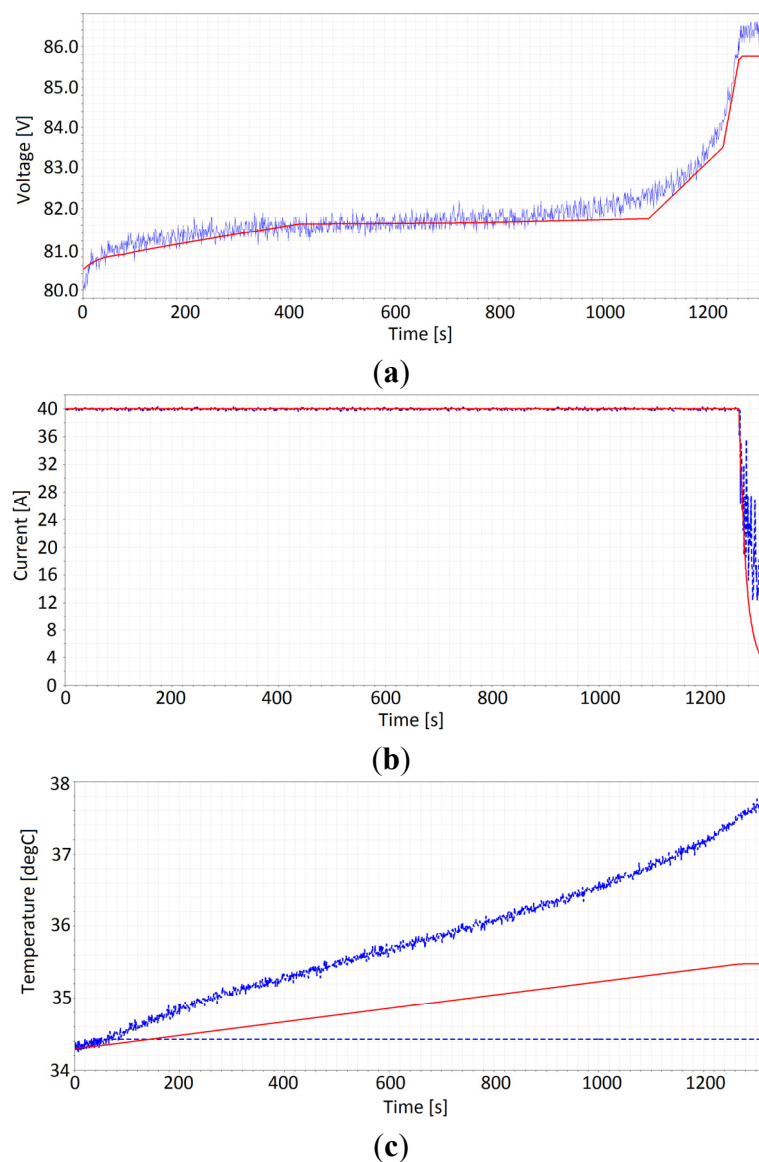 86.0
85.0
84.0
83.0
82.0
81.0
80.0
Voltage [V]
0 200 400 600 800 1000 1200
Time [s]
(a)
40
36
32
28
24
20
16
12
8
4
0
Current [A]
0 200 400 600 800 1000 1200
Time [s]
(b)
38
37
36
35
34
Temperature [degC]
0 200 400 600 800 1000 1200
Time [s]
(c)